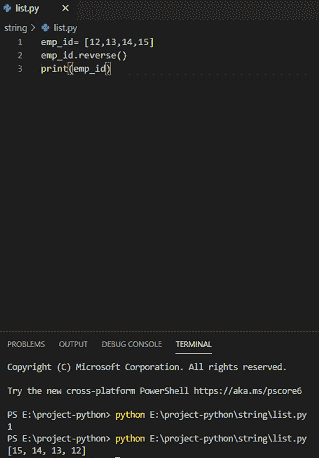 list.py
string > list.py
1 emp_id= [12,13,14,15]
2 emp_id.reverse()
3 print(emp_id)
PROBLEMS OUTPUT DEBUG CONSOLE TERMINAL
Copyright (C) Microsoft Corporation. All rights reserved.
Try the new cross-platform PowerShell https://aka.ms/pscore6
PS E:\project-python> python E:\project-python\string\list.py
1
PS E:\project-python> python E:\project-python\string\list.py
[15, 14, 13, 12]